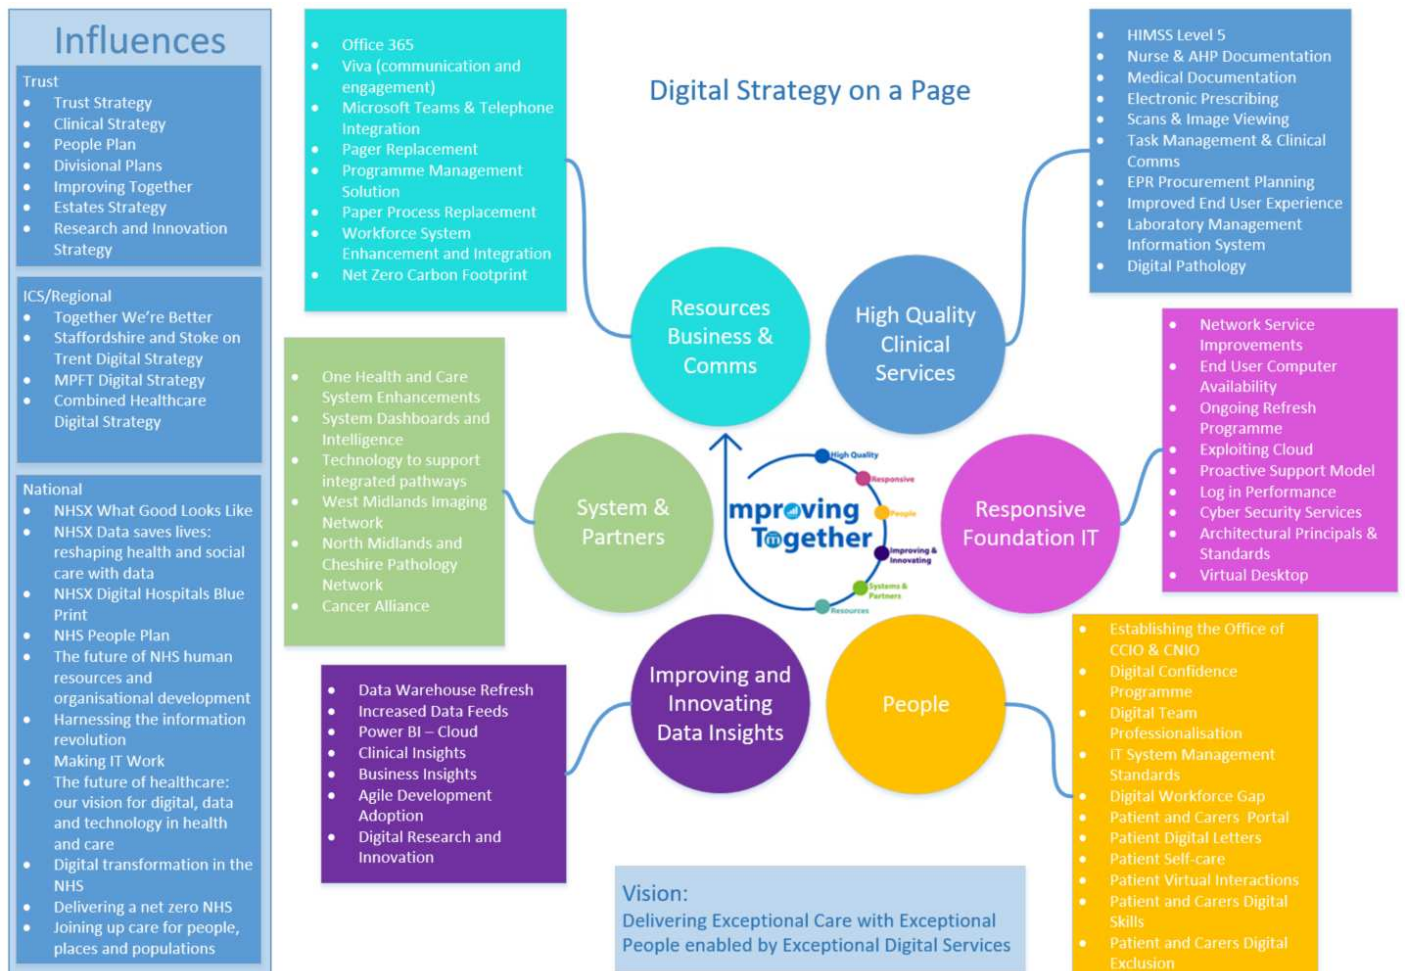 Influences
Trust
• Trust Strategy
• Clinical Strategy
• People Plan
• Divisional Plans
• Improving Together
• Estates Strategy
• Research and Innovation
Strategy
ICS/Regional
• Together We're Better
• Staffordshire and Stoke on
Trent Digital Strategy
• MPFT Digital Strategy
• Combined Healthcare
Digital Strategy
National
• NHSX What Good Looks Like
• NHSX Data saves lives:
reshaping health and social
care with data
• NHSX Digital Hospitals Blue
Print
• NHS People Plan
• The future of NHS human
resources and
organisational development
• Harnessing the information
revolution
• Making IT Work
• The future of healthcare:
our vision for digital, data
and technology in health
and care
• Digital transformation in the
NHS
• Delivering a net zero NHS
• Joining up care for people,
places and populations
Digital Strategy on a Page
• Office 365
• Viva (communication and
engagement)
• Microsoft Teams & Telephone
Integration
• Pager Replacement
• Programme Management
Solution
• Paper Process Replacement
• Workforce System
Enhancement and Integration
• Net Zero Carbon Footprint
Resources
Business &
Comms
• HIMSS Level 5
• Nurse & AHP Documentation
• Medical Documentation
• Electronic Prescribing
• Scans & Image Viewing
• Task Management & Clinical
Comms
• EPR Procurement Planning
• Improved End User Experience
• Laboratory Management
Information System
• Digital Pathology
High Quality
Clinical
Services
• One Health and Care
System Enhancements
• System Dashboards and
Intelligence
• Technology to support
integrated pathways
• West Midlands Imaging
Network
• North Midlands and
Cheshire Pathology
Network
• Cancer Alliance
System &
Partners
mproving
Together
High Quality
Responsive
People
Improving &
Innovating
Systems &
Partners
Resources
• Network Service
Improvements
• End User Computer
Availability
• Ongoing Refresh
Programme
• Exploiting Cloud
• Proactive Support Model
• Log in Performance
• Cyber Security Services
• Architectural Principals &
Standards
• Virtual Desktop
Responsive
Foundation IT
• Data Warehouse Refresh
• Increased Data Feeds
• Power BI – Cloud
• Clinical Insights
• Business Insights
• Agile Development
Adoption
• Digital Research and
Innovation
Improving and
Innovating
Data Insights
People
• Establishing the Office of
CCIO & CNIO
• Digital Confidence
Programme
• Digital Team
Professionalisation
• IT System Management
Standards
• Digital Workforce Gap
• Patient and Carers Portal
• Patient Digital Letters
• Patient Self-care
• Patient Virtual Interactions
• Patient and Carers Digital
Skills
• Patient and Carers Digital
Exclusion
Vision:
Delivering Exceptional Care with Exceptional
People enabled by Exceptional Digital Services